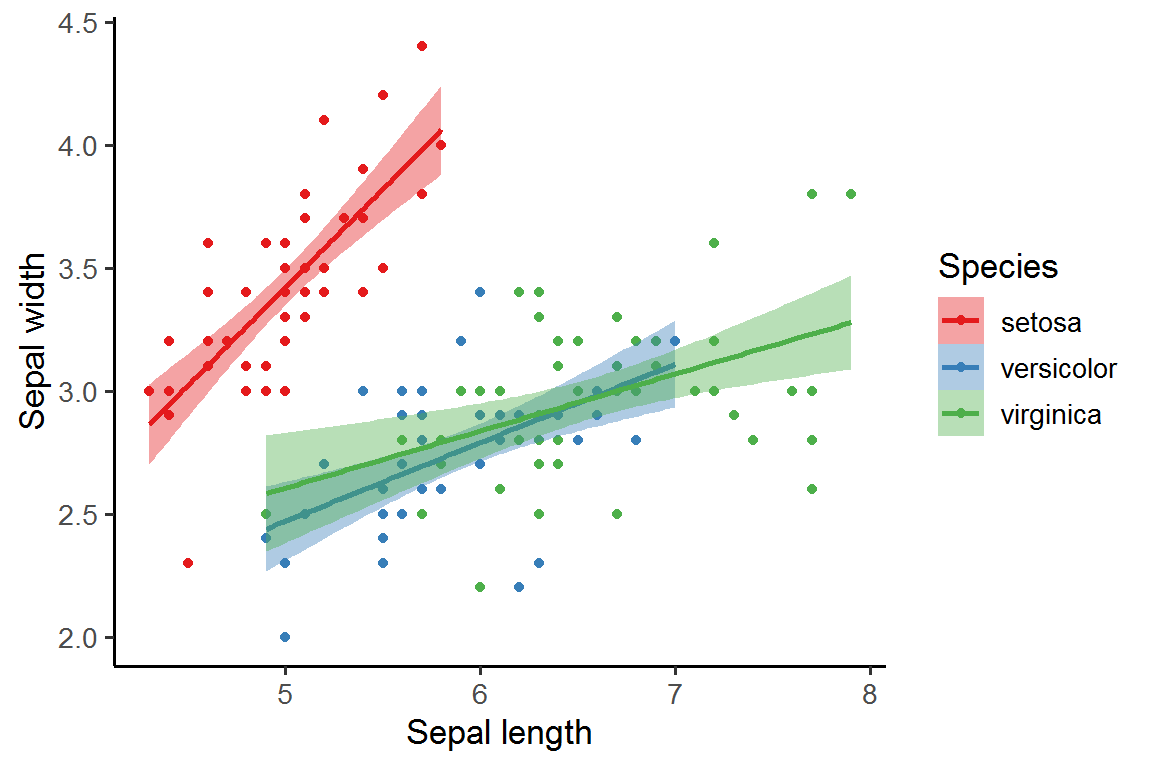 4.5
4.0
3.5
3.0
2.5
2.0
Sepal width
5 6 7 8
Sepal length
Species
setosa
versicolor
virginica